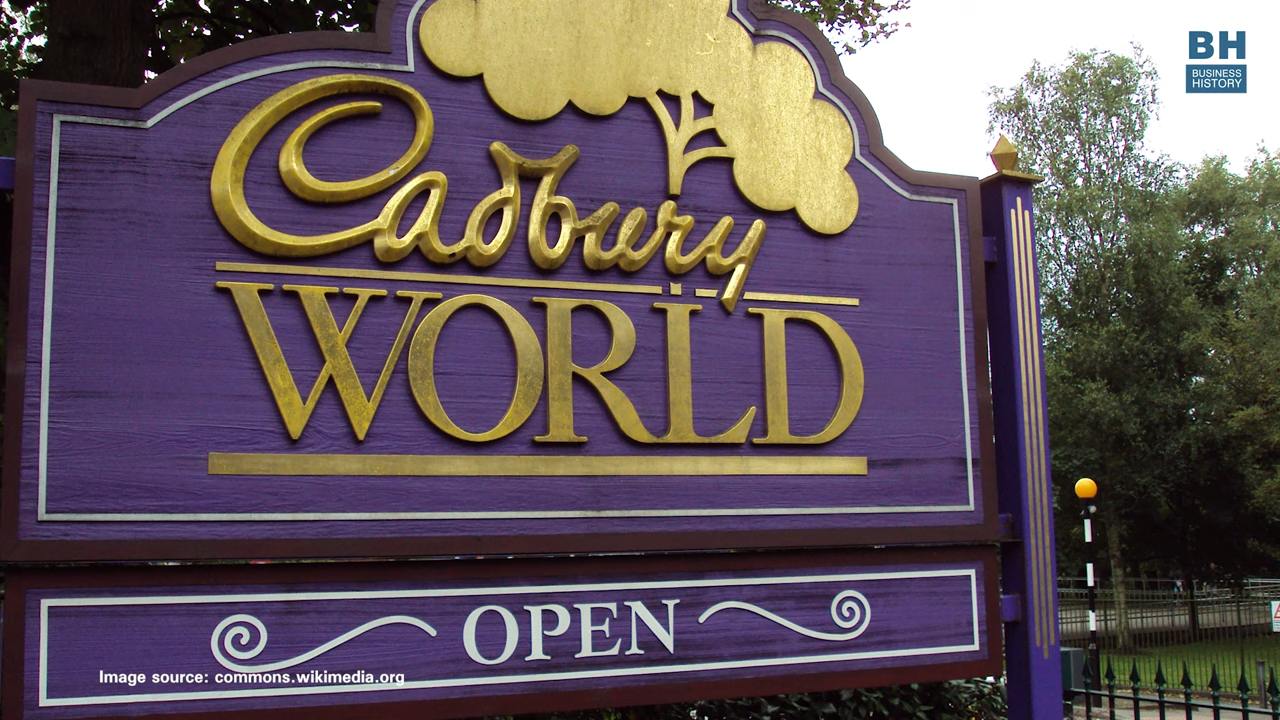 BH
BUSINESS
HISTORY
Cadbury
WORLD
OPEN
Image source: commons.wikimedia.org